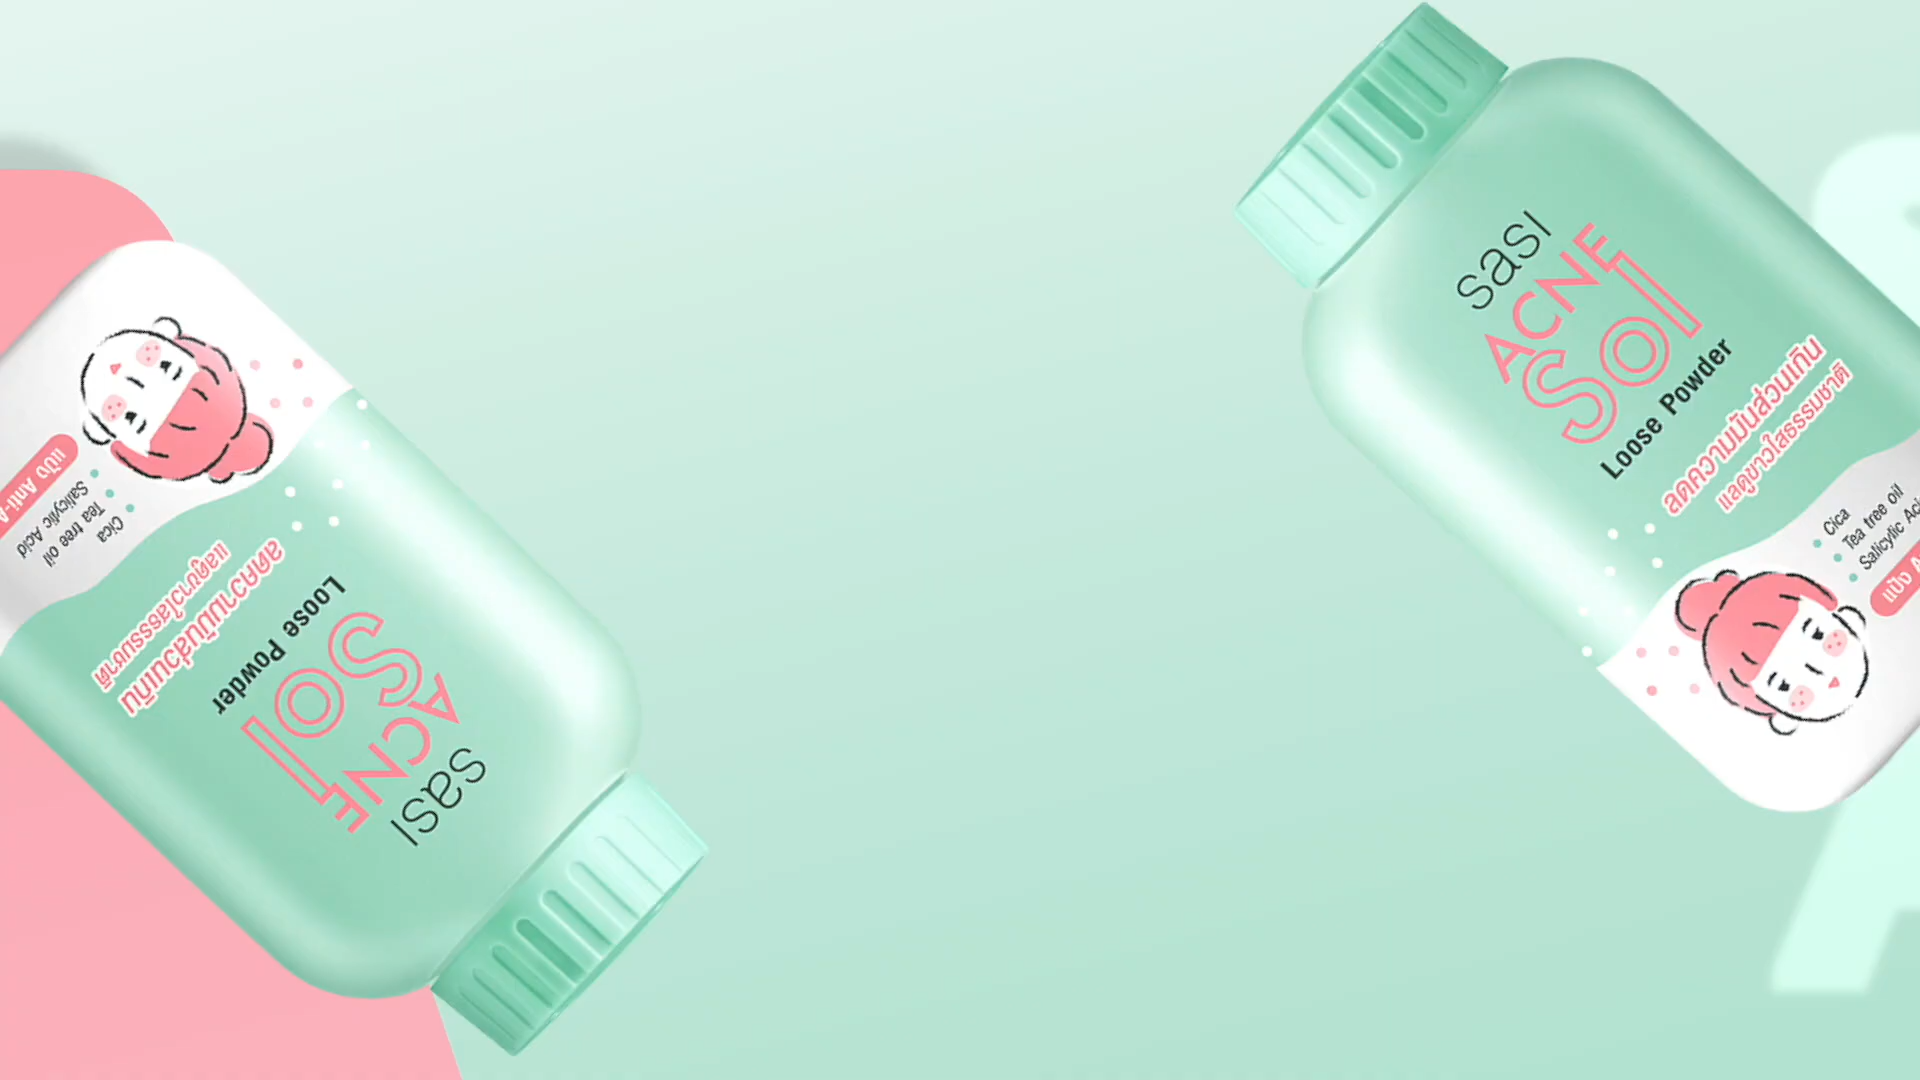 sasi
ACNE
Sol
Loose Powder
ลดความมันส่วนเกิน
แลดูขาวใสธรรมชาติ
Cica
Tea tree oil
Salicylic Acid
แป้ง Anti-A
sasi
ACNE
Sol
Loose Powder
ลดความมันส่วนเกิน
แลดูขาวใสธรรมชาติ
Cica
Tea tree oil
Salicylic Aci
แป้ง A